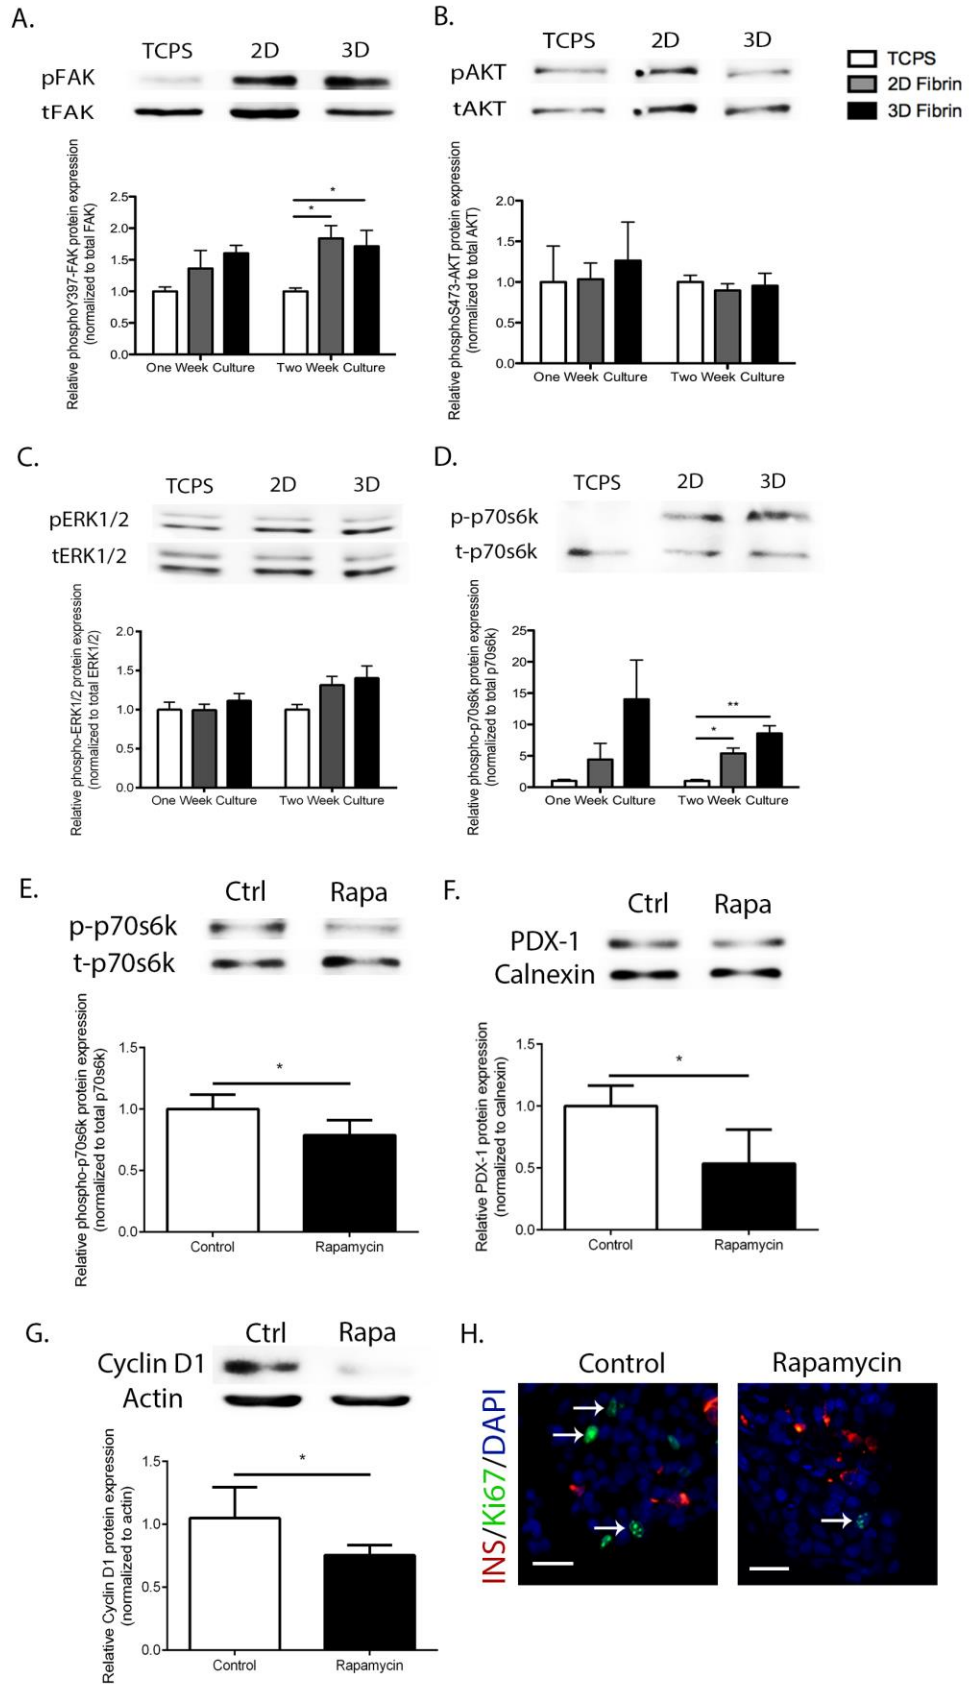 A.
TCPS 2D 3D
pFAK
tFAK
Relative phosphoY397-FAK protein expression
(normalized to total FAK)
2.5
2.0
1.5
1.0
0.5
0.0
*
*
One Week Culture Two Week Culture
B.
TCPS 2D 3D
pAKT
tAKT
TCPS
2D Fibrin
3D Fibrin
Relative phosphoS473-AKT protein expression
(normalized to total AKT)
2.0
1.5
1.0
0.5
0.0
One Week Culture Two Week Culture
C.
TCPS 2D 3D
pERK1/2
tERK1/2
Relative phospho-ERK1/2 protein expression
(normalized to total ERK1/2)
2.0
1.5
1.0
0.5
0.0
One Week Culture Two Week Culture
D.
TCPS 2D 3D
p-p70s6k
t-p70s6k
Relative phospho-p70s6k protein expression
(normalized to total p70s6k)
25
20
15
10
5
0
**
*
One Week Culture Two Week Culture
E.
Ctrl Rapa
p-p70s6k
t-p70s6k
Relative phospho-p70s6k protein expression
(normalized to total p70s6k)
1.5
1.0
0.5
0.0
*
Control Rapamycin
F.
Ctrl Rapa
PDX-1
Calnexin
Relative PDX-1 protein expression
(normalized to calnexin)
1.5
1.0
0.5
0.0
*
Control Rapamycin
G.
Ctrl Rapa
Cyclin D1
Actin
Relative Cyclin D1 protein expression
(normalized to actin)
1.5
1.0
0.5
0.0
*
Control Rapamycin
H.
Control Rapamycin
INS/Ki67/DAPI